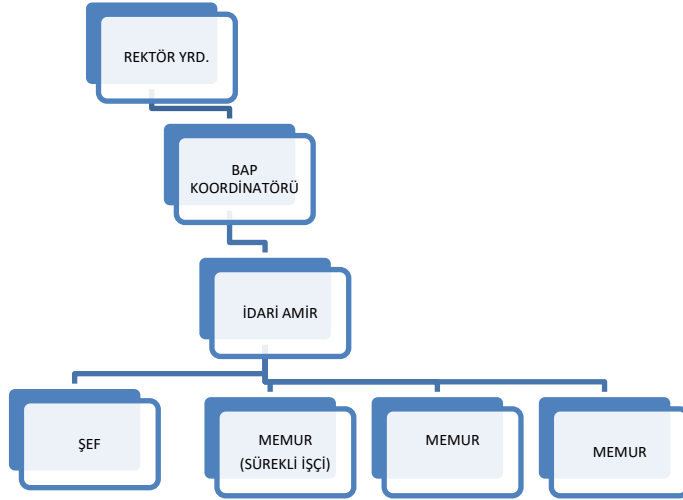 REKTÖR YRD.
BAP
KOORDİNATÖRÜ
İDARİ AMİR
ŞEF
MEMUR
(SÜREKLİ İŞÇİ)
MEMUR
MEMUR